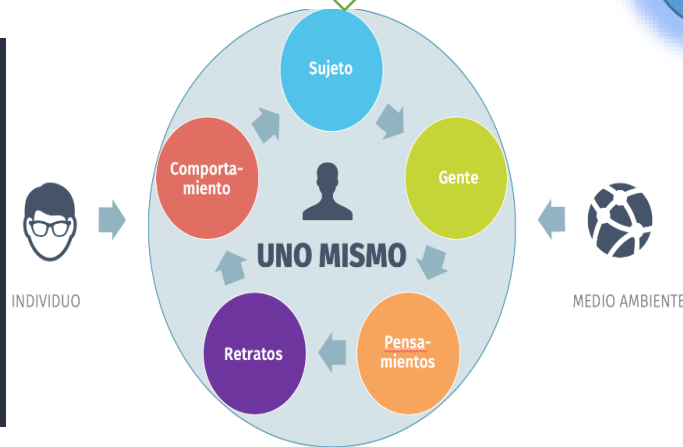 Sujeto
Comporta-
miento
Gente
UNO MISMO
INDIVIDUO
MEDIO AMBIENTE
Retratos
Pensa-
mientos